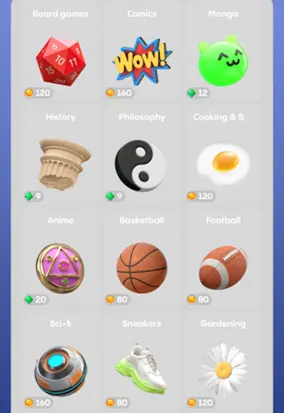 Board games
Comics
Manga
WOW!
120
160
12
History
Philosophy
Cooking & B
9
9
120
Anime
Basketball
Football
20
80
80
Sci-fi
Sneakers
Gardening
160
80
120